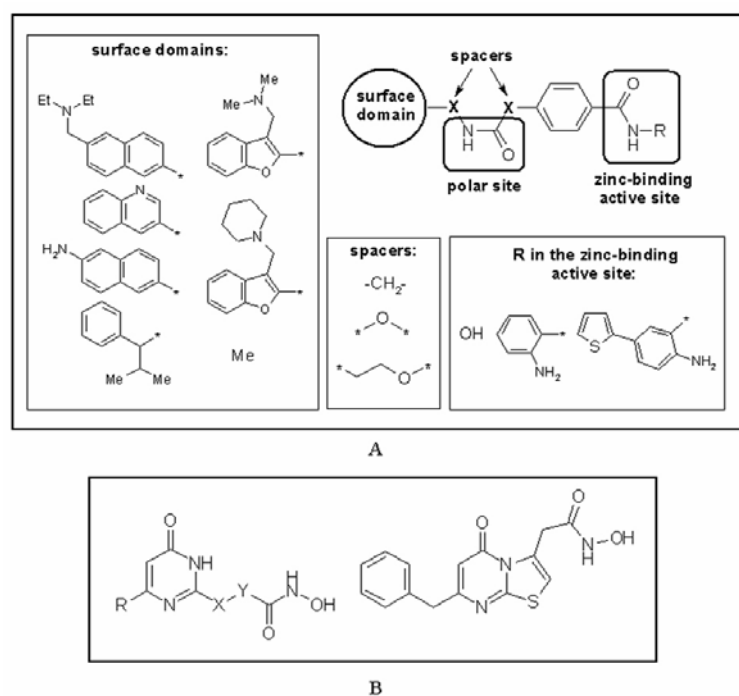 surface domains:
Et
N
Et
*
Me
Me
N
O
*
N
*
H₂N
*
N
O
*
*
Me
Me
Me
spacers
surface
domain
X
N
H
O
X
O
N
H
R
polar site
zinc-binding
active site
spacers:
-CH₂-
* O *
* O *
R in the zinc-binding
active site:
OH
*
NH₂
S
*
NH₂
A
O
NH
R
N
X
Y
O
H
N
OH
O
N
N
S
O
N
H
OH
B